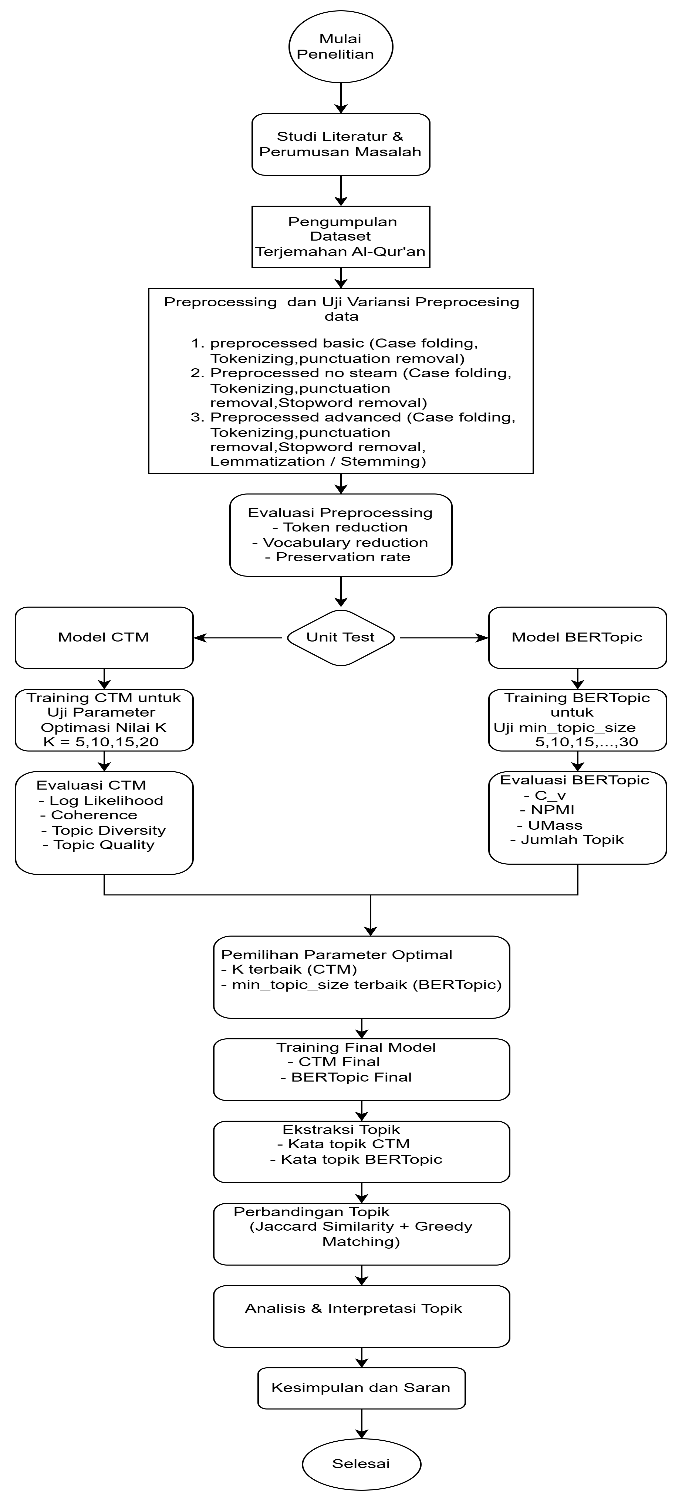 Mulai
Penelitian
Studi Literatur &
Perumusan Masalah
Pengumpulan
Dataset
Terjemahan Al-Qur'an
Preprocessing  dan Uji Variansi Preprocesing
data
1. preprocessed basic (Case folding,
Tokenizing,punctuation removal)
2. Preprocessed no steam (Case folding,
Tokenizing,punctuation
removal,Stopword removal)
3. Preprocessed advanced (Case folding,
Tokenizing,punctuation
removal,Stopword removal,
Lemmatization / Stemming)
Evaluasi Preprocessing
- Token reduction
- Vocabulary reduction
- Preservation rate
Unit Test
Model CTM
Training CTM untuk
Uji Parameter
Optimasi Nilai K
K = 5,10,15,20
Evaluasi CTM
- Log Likelihood
- Coherence
- Topic Diversity
- Topic Quality
Model BERTopic
Training BERTopic
untuk
Uji min_topic_size
5,10,15,...,30
Evaluasi BERTopic
- C_v
- NPMI
- UMass
- Jumlah Topik
Pemilihan Parameter Optimal
- K terbaik (CTM)
- min_topic_size terbaik (BERTopic)
Training Final Model
- CTM Final
- BERTopic Final
Ekstraksi Topik
- Kata topik CTM
- Kata topik BERTopic
Perbandingan Topik
(Jaccard Similarity + Greedy
Matching)
Analisis & Interpretasi Topik
Kesimpulan dan Saran
Selesai